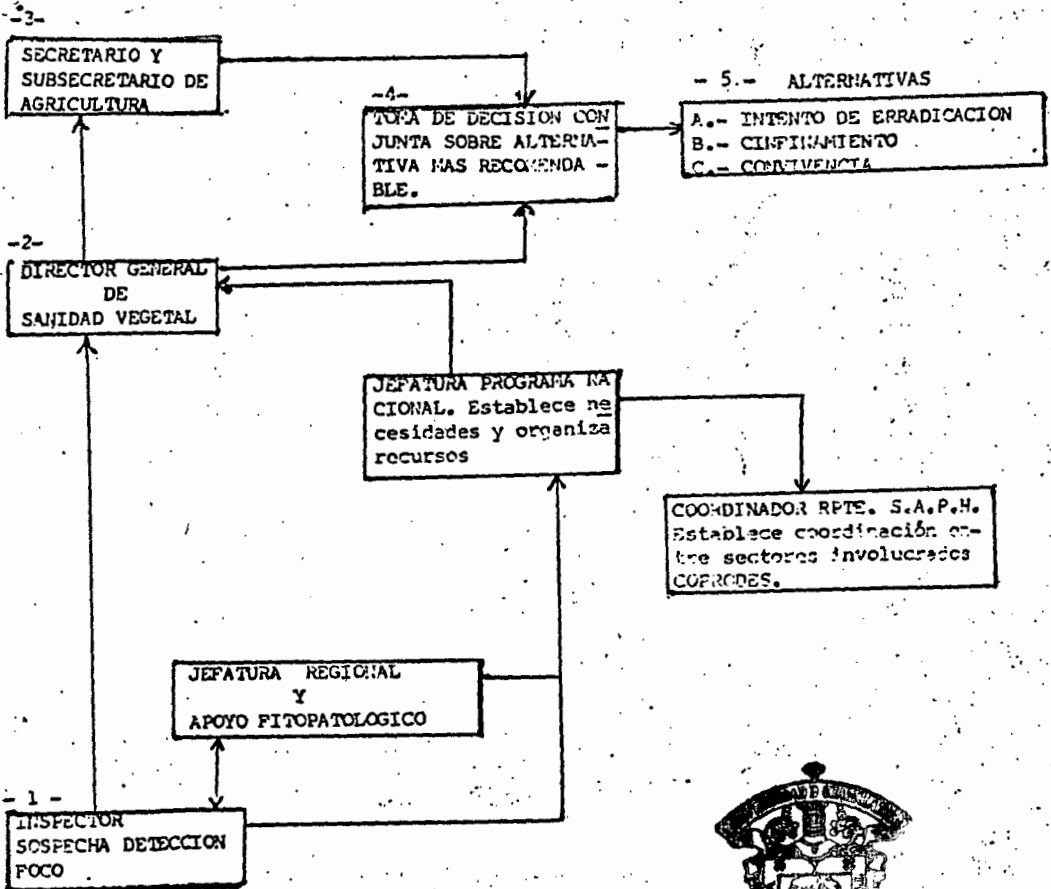 -3-
SECRETARIO Y
SUBSECRETARIO DE
AGRICULTURA
-4-
TOMA DE DECISION CON
JUNTA SOBRE ALTERNA-
TIVA MAS RECOMENDA -
BLE.
- 5.- ALTERNATIVAS
A.- INTENTO DE ERRADICACION
B.- CINFINAMIENTO
C.- CONVIVENCIA
-2-
DIRECTOR GENERAL
DE
SANIDAD VEGETAL
JEFATURA PROGRAMA NA
CIONAL. Establece ne
cesidades y organiza
recursos
COORDINADOR RPTE. S.A.P.H.
Establece coordinación en-
tre sectores involucrados
COPRODES.
JEFATURA REGIONAL
Y
APOYO FITOPATOLOGICO
- 1 -
INSPECTOR
SOSPECHA DETECCION
FOCO